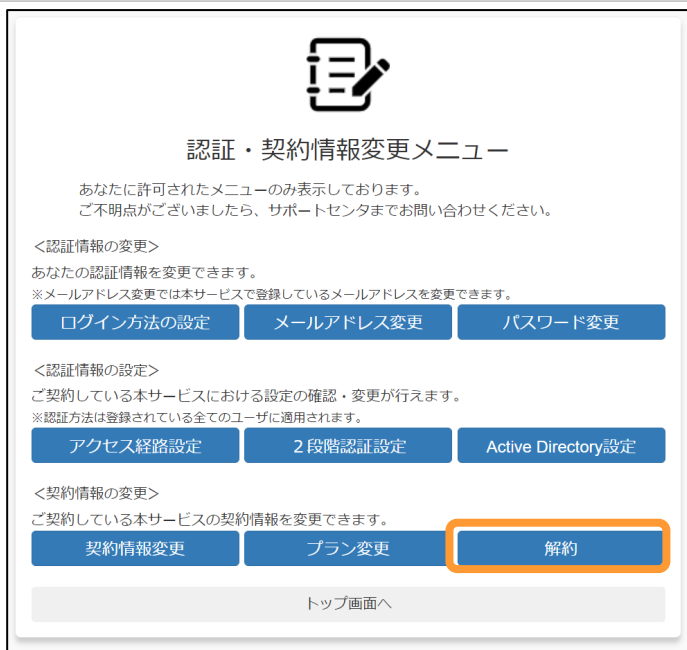 認証・契約情報変更メニュー
あなたに許可されたメニューのみ表示しております。
ご不明点がございましたら、サポートセンタまでお問い合わせください。
<認証情報の変更>
あなたの認証情報を変更できます。
※メールアドレス変更では本サービスで登録しているメールアドレスを変更できます。
ログイン方法の設定 メールアドレス変更 パスワード変更
<認証情報の設定>
ご契約している本サービスにおける設定の確認・変更が行えます。
※認証方法は登録されている全てのユーザに適用されます。
アクセス経路設定 2段階認証設定 Active Directory設定
<契約情報の変更>
ご契約している本サービスの契約情報を変更できます。
契約情報変更 プラン変更 解約
トップ画面へ